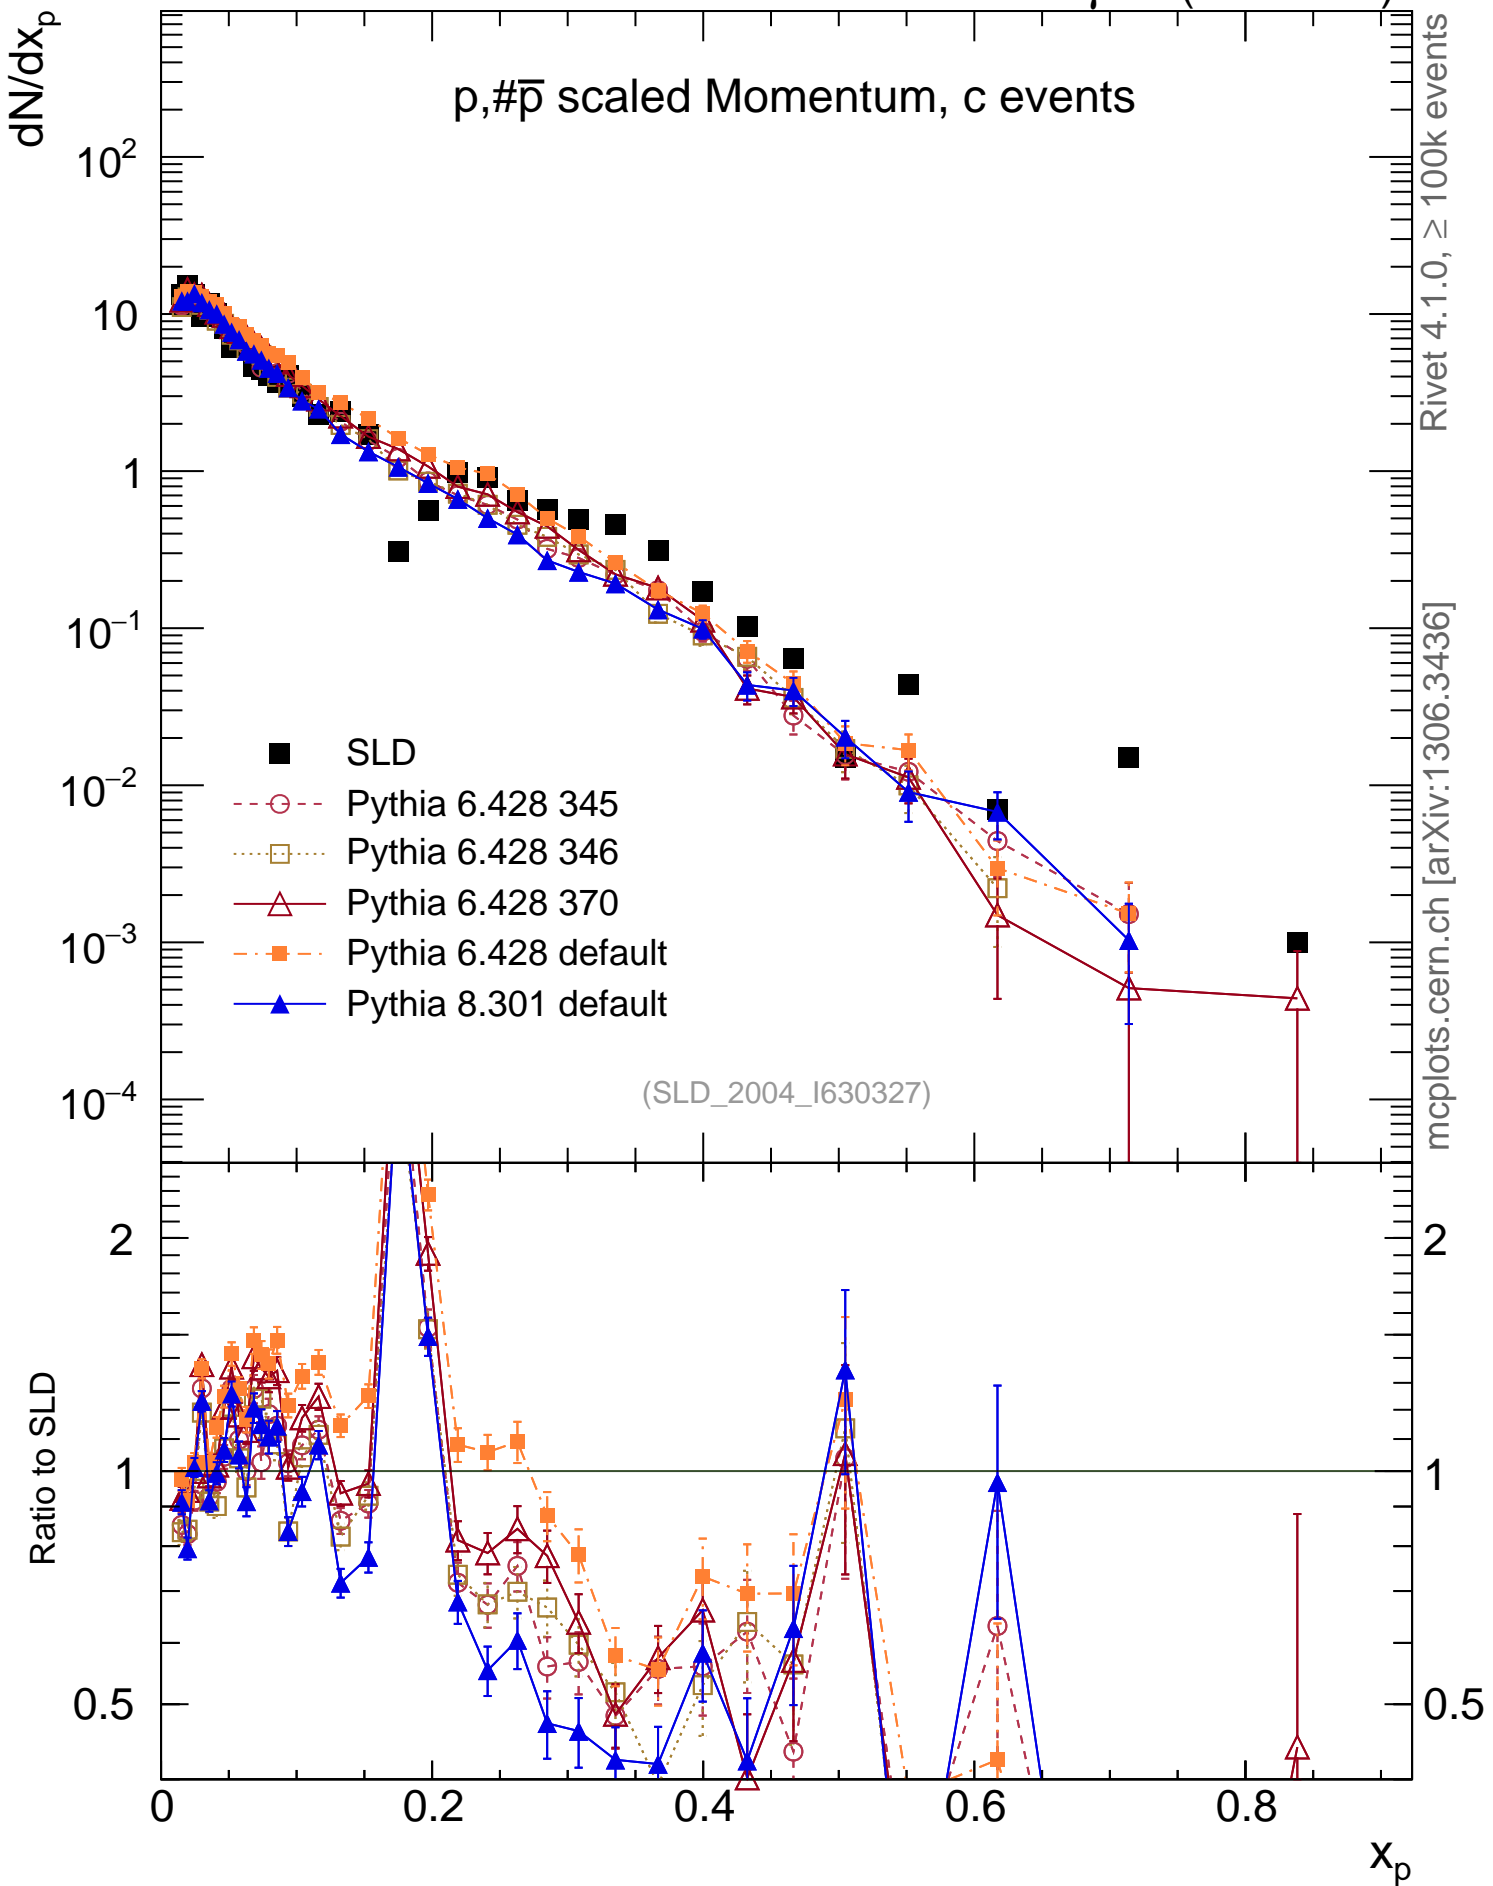 dN/dx_p
p,#p̅ scaled Momentum, c events
10²
10
1
10⁻¹
10⁻²
10⁻³
10⁻⁴
SLD
Pythia 6.428 345
Pythia 6.428 346
Pythia 6.428 370
Pythia 6.428 default
Pythia 8.301 default
(SLD_2004_I630327)
Rivet 4.1.0, ≥ 100k events
mcplots.cern.ch [arXiv:1306.3436]
Ratio to SLD
2
1
0.5
2
1
0.5
0
0.2
0.4
0.6
0.8
x_p